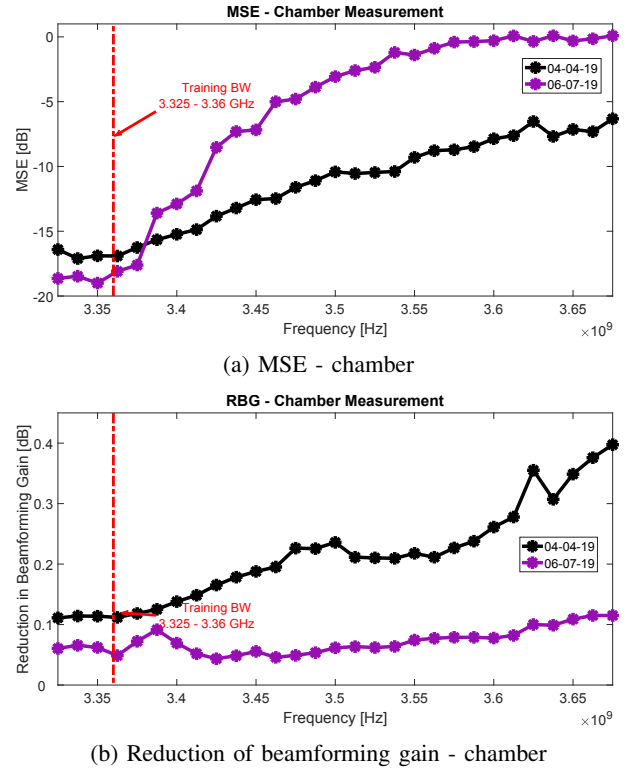 MSE - Chamber Measurement
0
-5
-10
-15
-20
MSE [dB]
Training BW
3.325 - 3.36 GHz
04-04-19
06-07-19
3.35 3.4 3.45 3.5 3.55 3.6 3.65
Frequency [Hz]
×10⁹
(a) MSE - chamber
RBG - Chamber Measurement
0.4
0.3
0.2
0.1
0
Reduction in Beamforming Gain [dB]
04-04-19
06-07-19
Training BW
3.325 - 3.36 GHz
3.35 3.4 3.45 3.5 3.55 3.6 3.65
Frequency [Hz]
×10⁹
(b) Reduction of beamforming gain - chamber